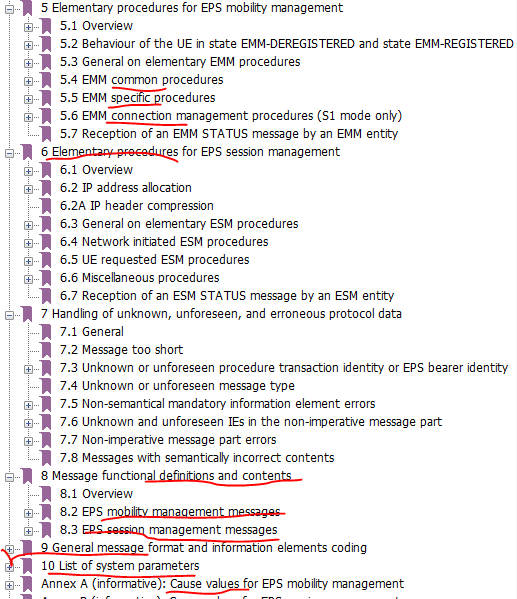 5 Elementary procedures for EPS mobility management
5.1 Overview
5.2 Behaviour of the UE in state EMM-DEREGISTERED and state EMM-REGISTERED
5.3 General on elementary EMM procedures
5.4 EMM common procedures
5.5 EMM specific procedures
5.6 EMM connection management procedures (S1 mode only)
5.7 Reception of an EMM STATUS message by an EMM entity
6 Elementary procedures for EPS session management
6.1 Overview
6.2 IP address allocation
6.2A IP header compression
6.3 General on elementary ESM procedures
6.4 Network initiated ESM procedures
6.5 UE requested ESM procedures
6.6 Miscellaneous procedures
6.7 Reception of an ESM STATUS message by an ESM entity
7 Handling of unknown, unforeseen, and erroneous protocol data
7.1 General
7.2 Message too short
7.3 Unknown or unforeseen procedure transaction identity or EPS bearer identity
7.4 Unknown or unforeseen message type
7.5 Non-semantical mandatory information element errors
7.6 Unknown and unforeseen IEs in the non-imperative message part
7.7 Non-imperative message part errors
7.8 Messages with semantically incorrect contents
8 Message functional definitions and contents
8.1 Overview
8.2 EPS mobility management messages
8.3 EPS session management messages
9 General message format and information elements coding
10 List of system parameters
Annex A (informative): Cause values for EPS mobility management